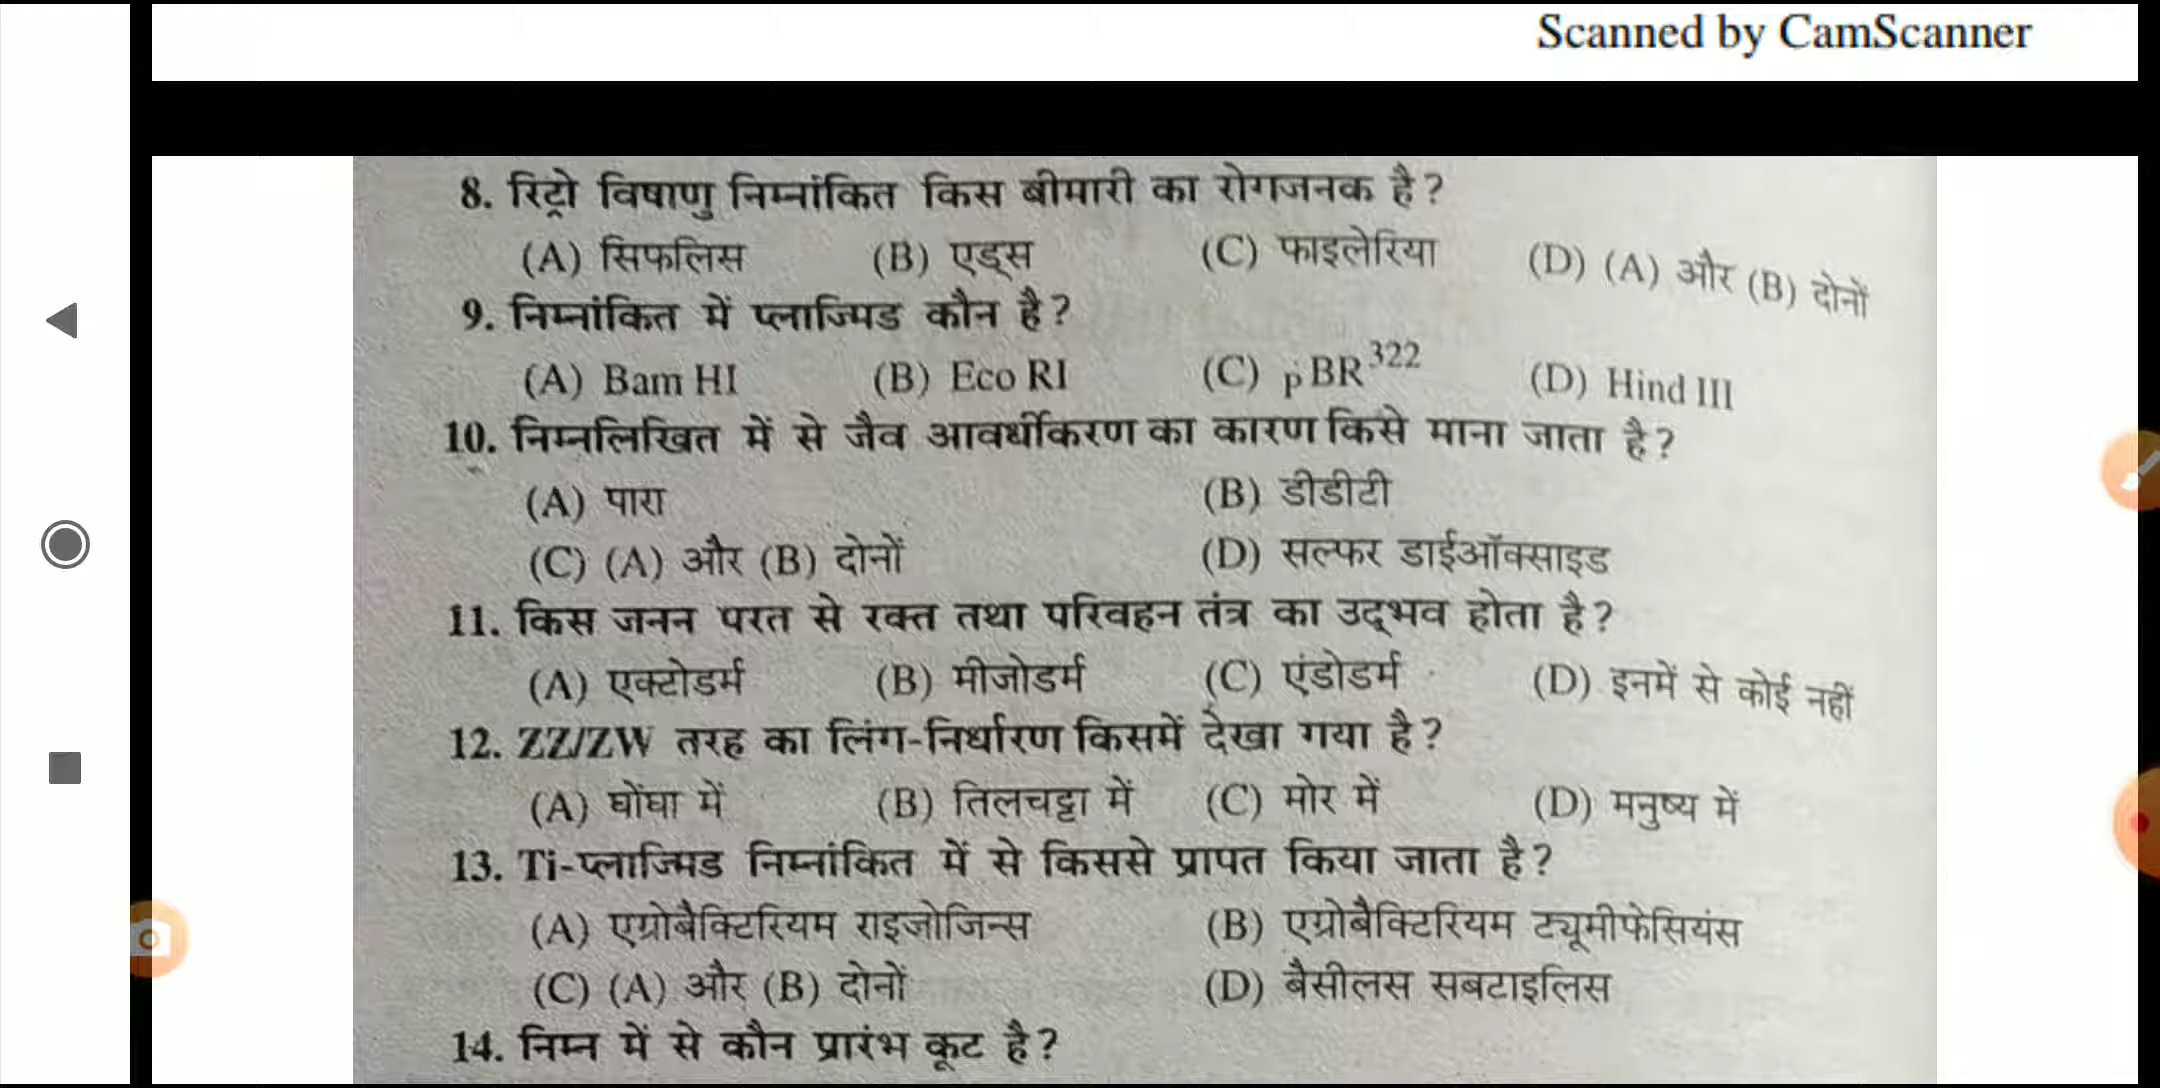 Scanned by CamScanner
8. रिट्रो विषाणु निम्नांकित किस बीमारी का रोगजनक है?
(A) सिफलिस (B) एड्स (C) फाइलेरिया (D) (A) और (B) दोनों
9. निम्नांकित में प्लाज्मिड कौन है?
(A) Bam HI (B) Eco RI (C) pBR³²² (D) Hind III
10. निम्नलिखित में से जैव आवर्धीकरण का कारण किसे माना जाता है?
(A) पारा (B) डीडीटी
(C) (A) और (B) दोनों (D) सल्फर डाईऑक्साइड
11. किस जनन परत से रक्त तथा परिवहन तंत्र का उद्भव होता है?
(A) एक्टोडर्म (B) मीजोडर्म (C) एंडोडर्म (D) इनमें से कोई नहीं
12. ZZ/ZW तरह का लिंग-निर्धारण किसमें देखा गया है?
(A) घोंघा में (B) तिलचट्टा में (C) मोर में (D) मनुष्य में
13. Ti-प्लाज्मिड निम्नांकित में से किससे प्रापत किया जाता है?
(A) एग्रोबैक्टिरियम राइजोजिन्स (B) एग्रोबैक्टिरियम ट्यूमीफेसियंस
(C) (A) और (B) दोनों (D) बैसीलस सबटाइलिस
14. निम्न में से कौन प्रारंभ कूट है?